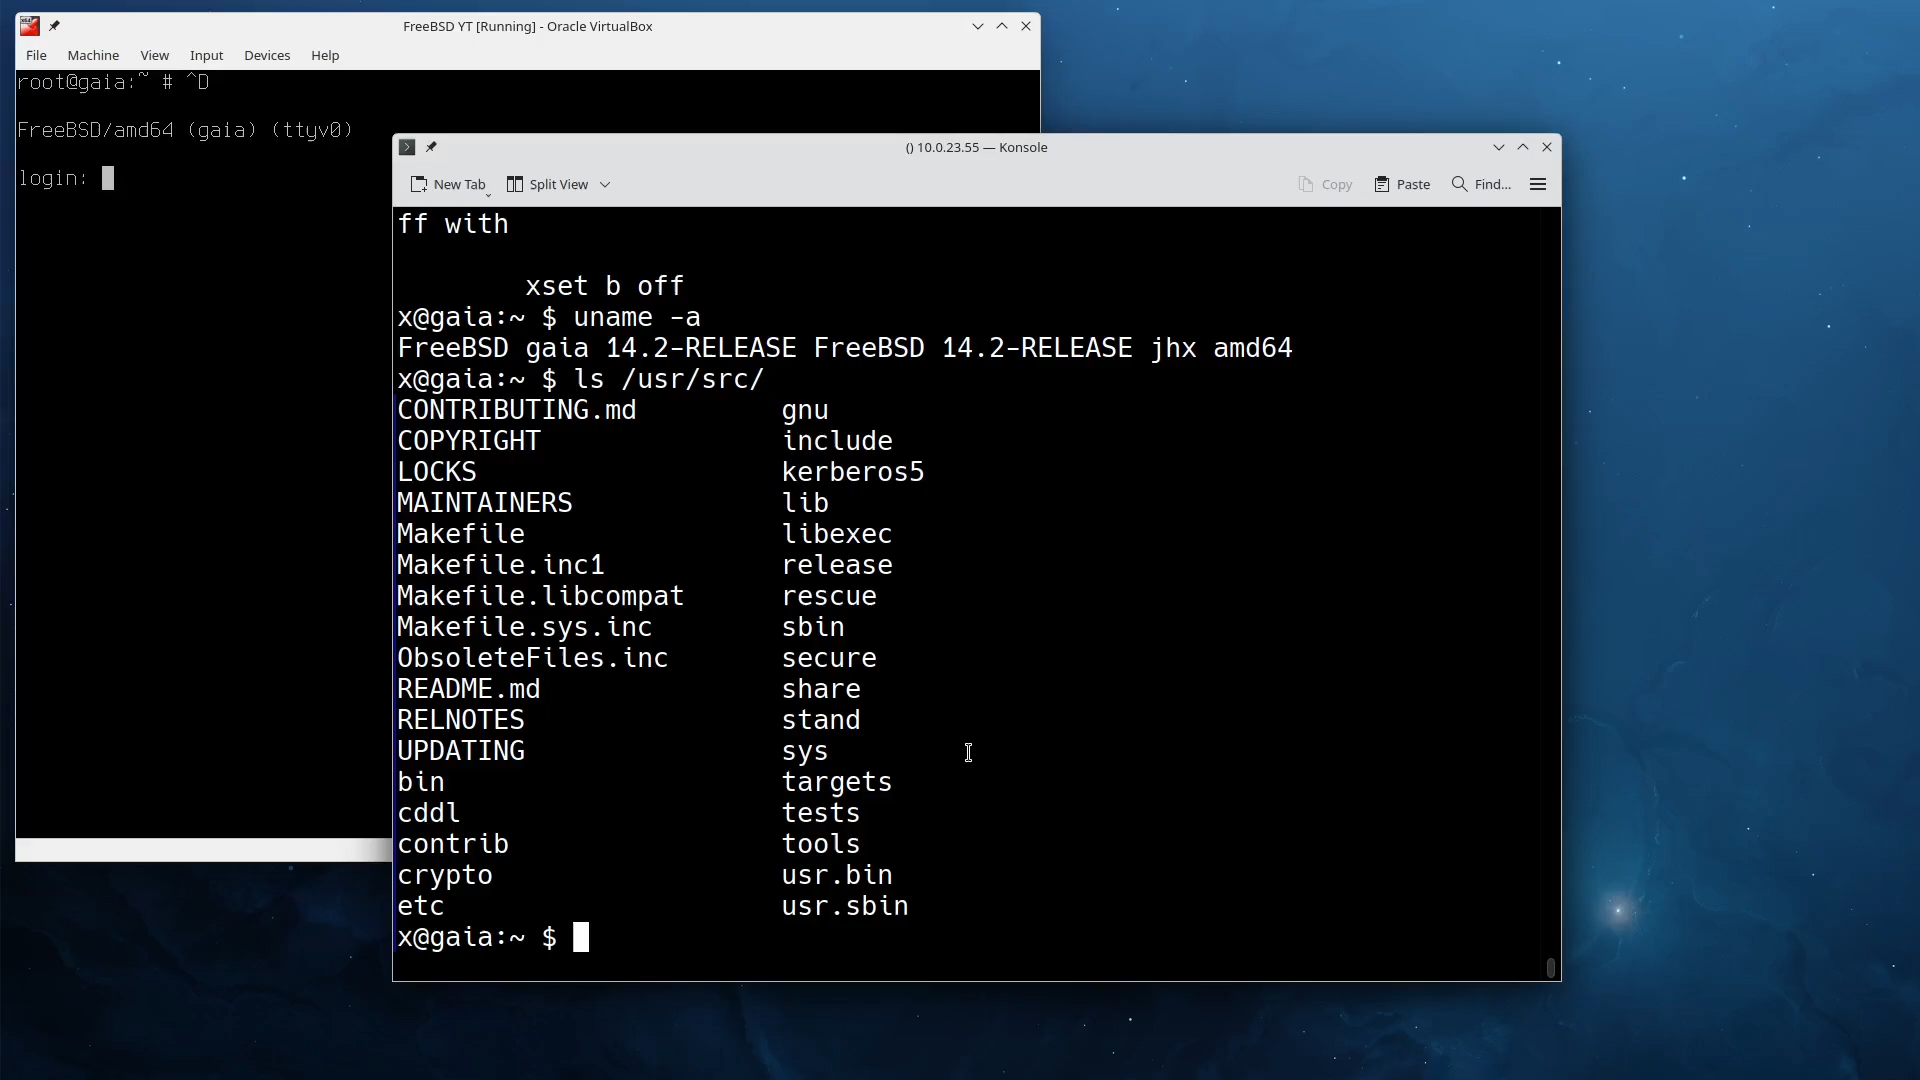 FreeBSD YT [Running] - Oracle VirtualBox
File Machine View Input Devices Help
root@gaia:~ # ^D
FreeBSD/amd64 (gaia) (ttyv0)
login:
() 10.0.23.55 — Konsole
New Tab Split View Copy Paste Find...
ff with
xset b off
x@gaia:~ $ uname -a
FreeBSD gaia 14.2-RELEASE FreeBSD 14.2-RELEASE jhx amd64
x@gaia:~ $ ls /usr/src/
CONTRIBUTING.md gnu
COPYRIGHT include
LOCKS kerberos5
MAINTAINERS lib
Makefile libexec
Makefile.inc1 release
Makefile.libcompat rescue
Makefile.sys.inc sbin
ObsoleteFiles.inc secure
README.md share
RELNOTES stand
UPDATING sys
bin targets
cddl tests
contrib tools
crypto usr.bin
etc usr.sbin
x@gaia:~ $